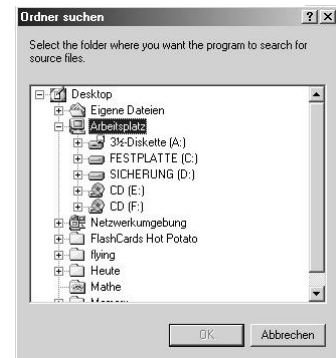 Ordner suchen
Select the folder where you want the program to search for
source files.
Desktop
Eigene Dateien
Arbeitsplatz
3½-Diskette (A:)
FESTPLATTE (C:)
SICHERUNG (D:)
CD (E:)
CD (F:)
Netzwerkumgebung
FlashCards Hot Potato
flying
Heute
Mathe
OK
Abbrechen